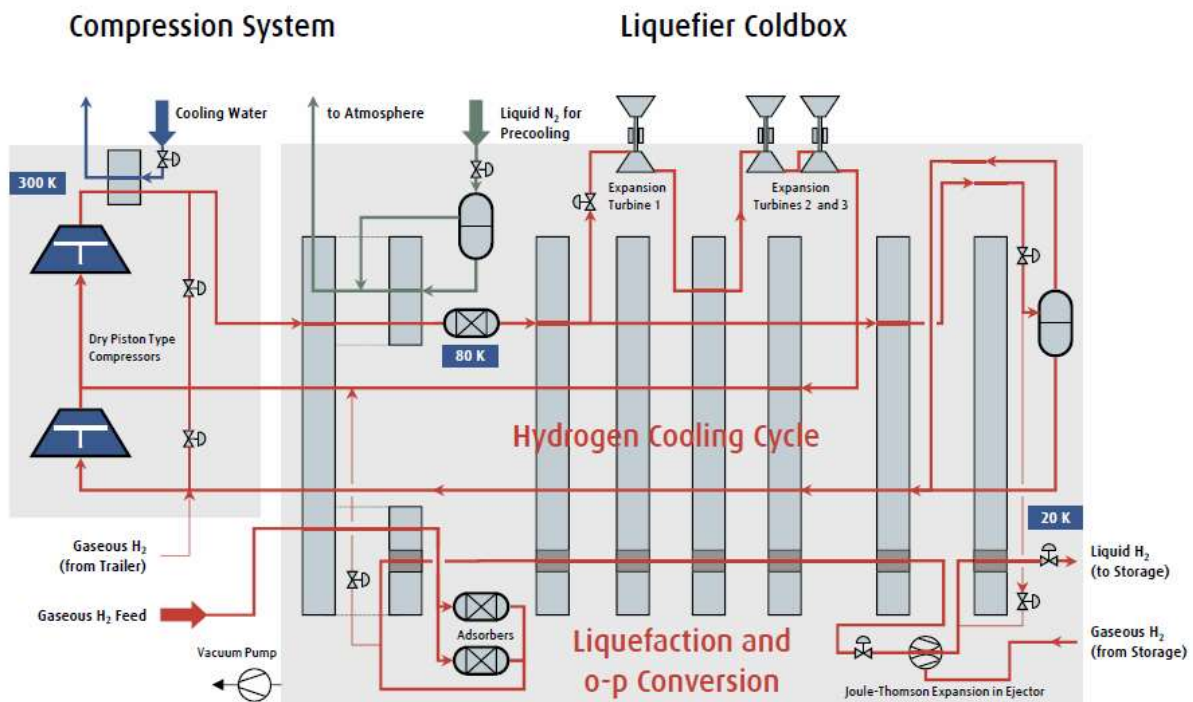 Compression System
Liquefier Coldbox
Cooling Water
to Atmosphere
Liquid N₂ for
Precooling
300 K
Expansion
Turbine 1
Expansion
Turbines 2 and 3
Dry Piston Type
Compressors
80 K
Hydrogen Cooling Cycle
20 K
Gaseous H₂
(from Trailer)
Liquid H₂
(to Storage)
Gaseous H₂ Feed
Adsorbers
Liquefaction and
o-p Conversion
Gaseous H₂
(from Storage)
Vacuum Pump
Joule-Thomson Expansion in Ejector